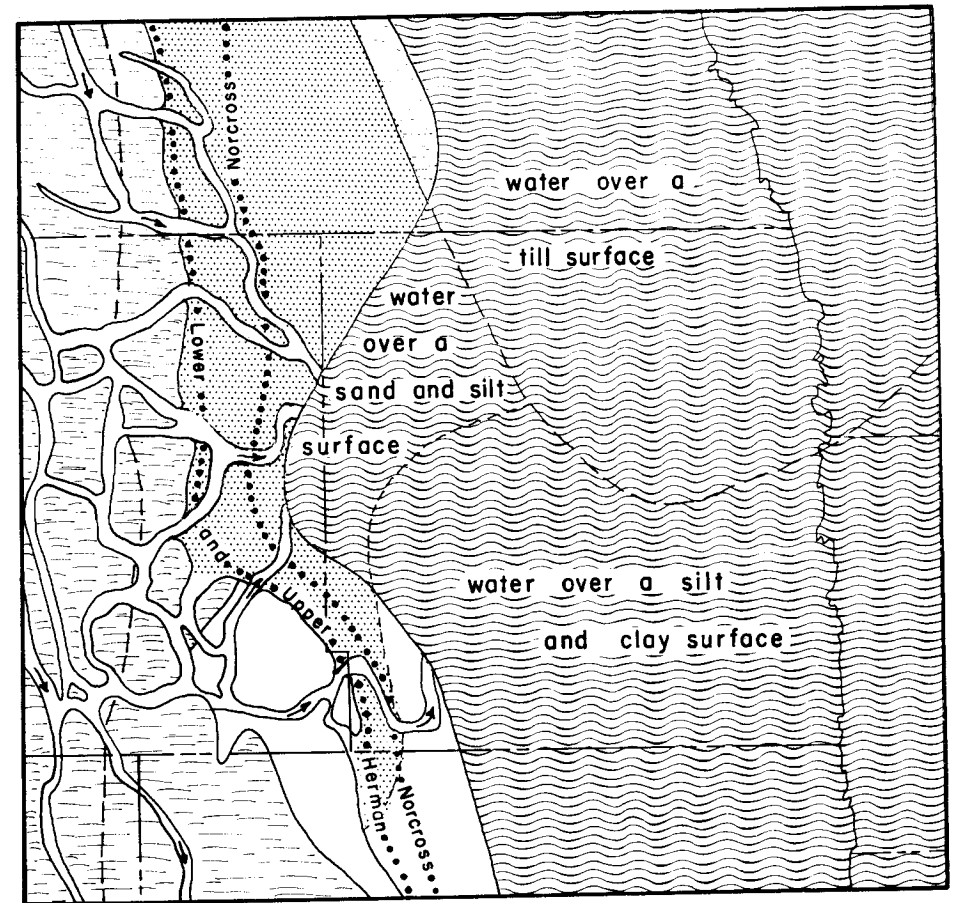 Norcross
water over a
till surface
water
over a
sand and silt
surface
Lower
and
Upper
water over a silt
and clay surface
Herman
Norcross